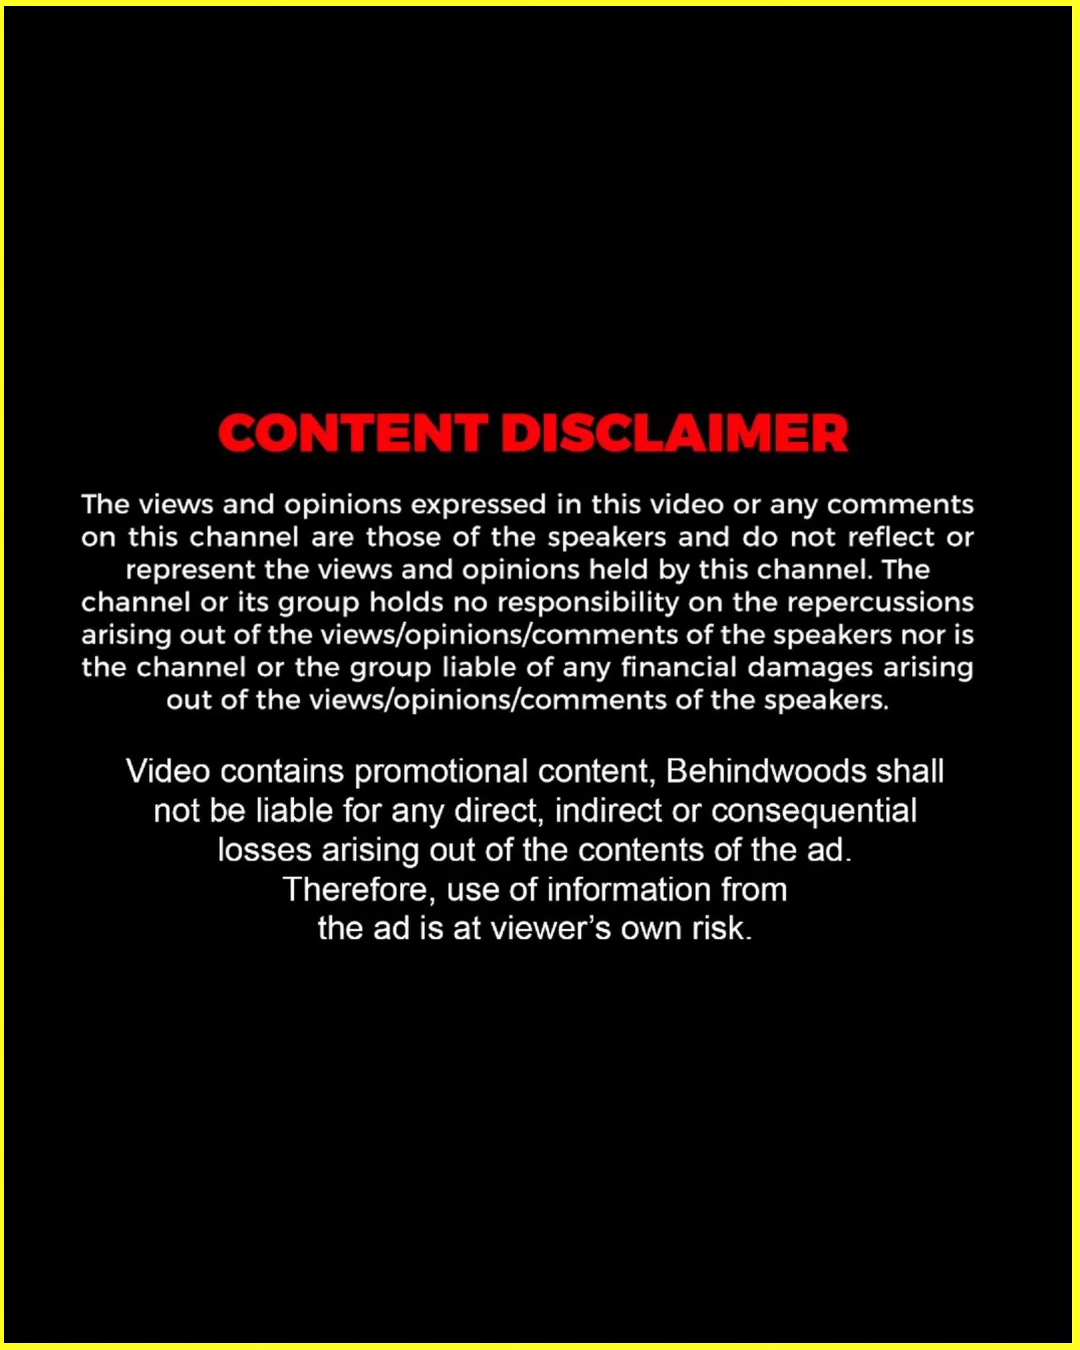 CONTENT DISCLAIMER
The views and opinions expressed in this video or any comments
on this channel are those of the speakers and do not reflect or
represent the views and opinions held by this channel. The
channel or its group holds no responsibility on the repercussions
arising out of the views/opinions/comments of the speakers nor is
the channel or the group liable of any financial damages arising
out of the views/opinions/comments of the speakers.
Video contains promotional content, Behindwoods shall
not be liable for any direct, indirect or consequential
losses arising out of the contents of the ad.
Therefore, use of information from
the ad is at viewer’s own risk.